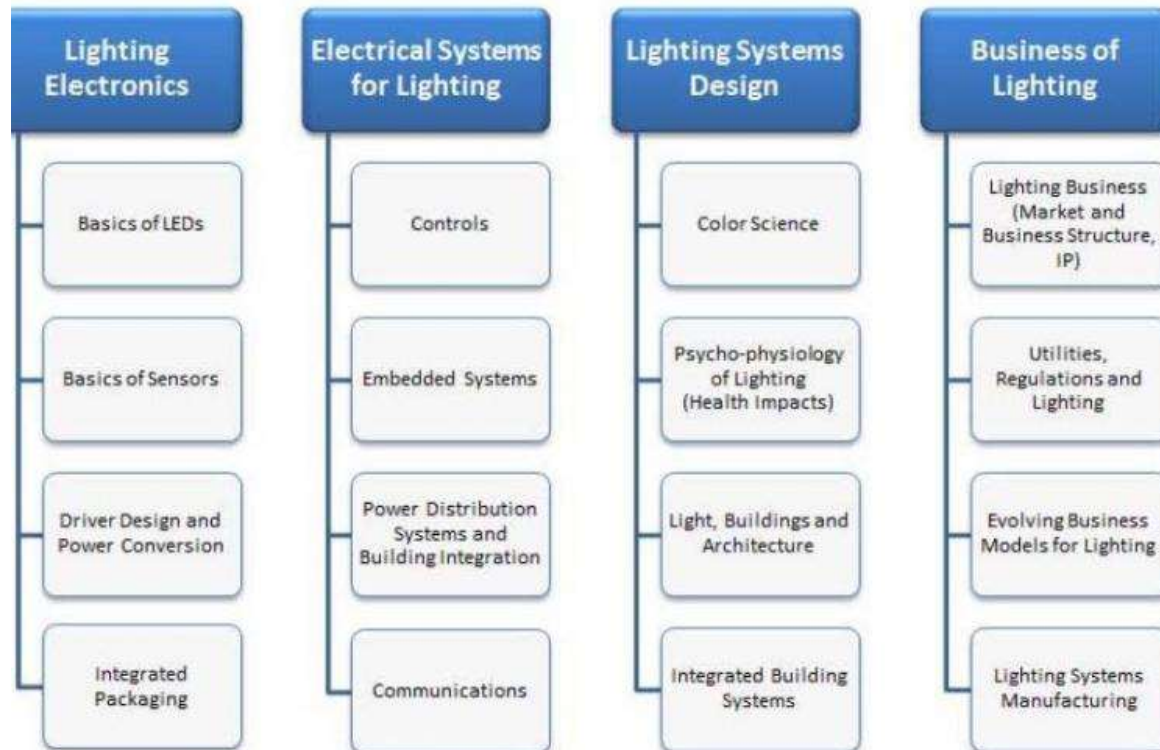 Lighting
Electronics
Basics of LEDs
Basics of Sensors
Driver Design and
Power Conversion
Integrated
Packaging
Electrical Systems
for Lighting
Controls
Embedded Systems
Power Distribution
Systems and
Building Integration
Communications
Lighting Systems
Design
Color Science
Psycho-physiology
of Lighting
(Health Impacts)
Light, Buildings and
Architecture
Integrated Building
Systems
Business of
Lighting
Lighting Business
(Market and
Business Structure,
IP)
Utilities,
Regulations and
Lighting
Evolving Business
Models for Lighting
Lighting Systems
Manufacturing